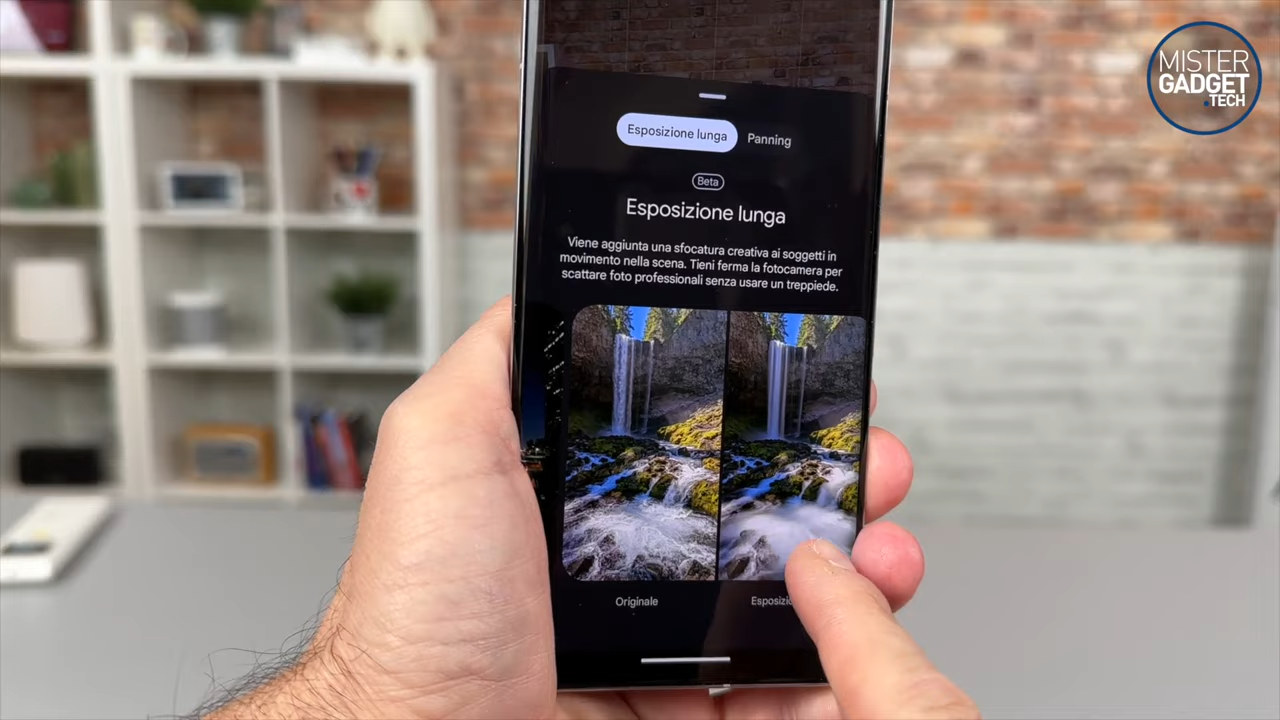 MISTER
GADGET
.TECH
Esposizione lunga
Panning
Beta
Esposizione lunga
Viene aggiunta una sfocatura creativa ai soggetti in
movimento nella scena. Tieni ferma la fotocamera per
scattare foto professionali senza usare un treppiede.
Originale